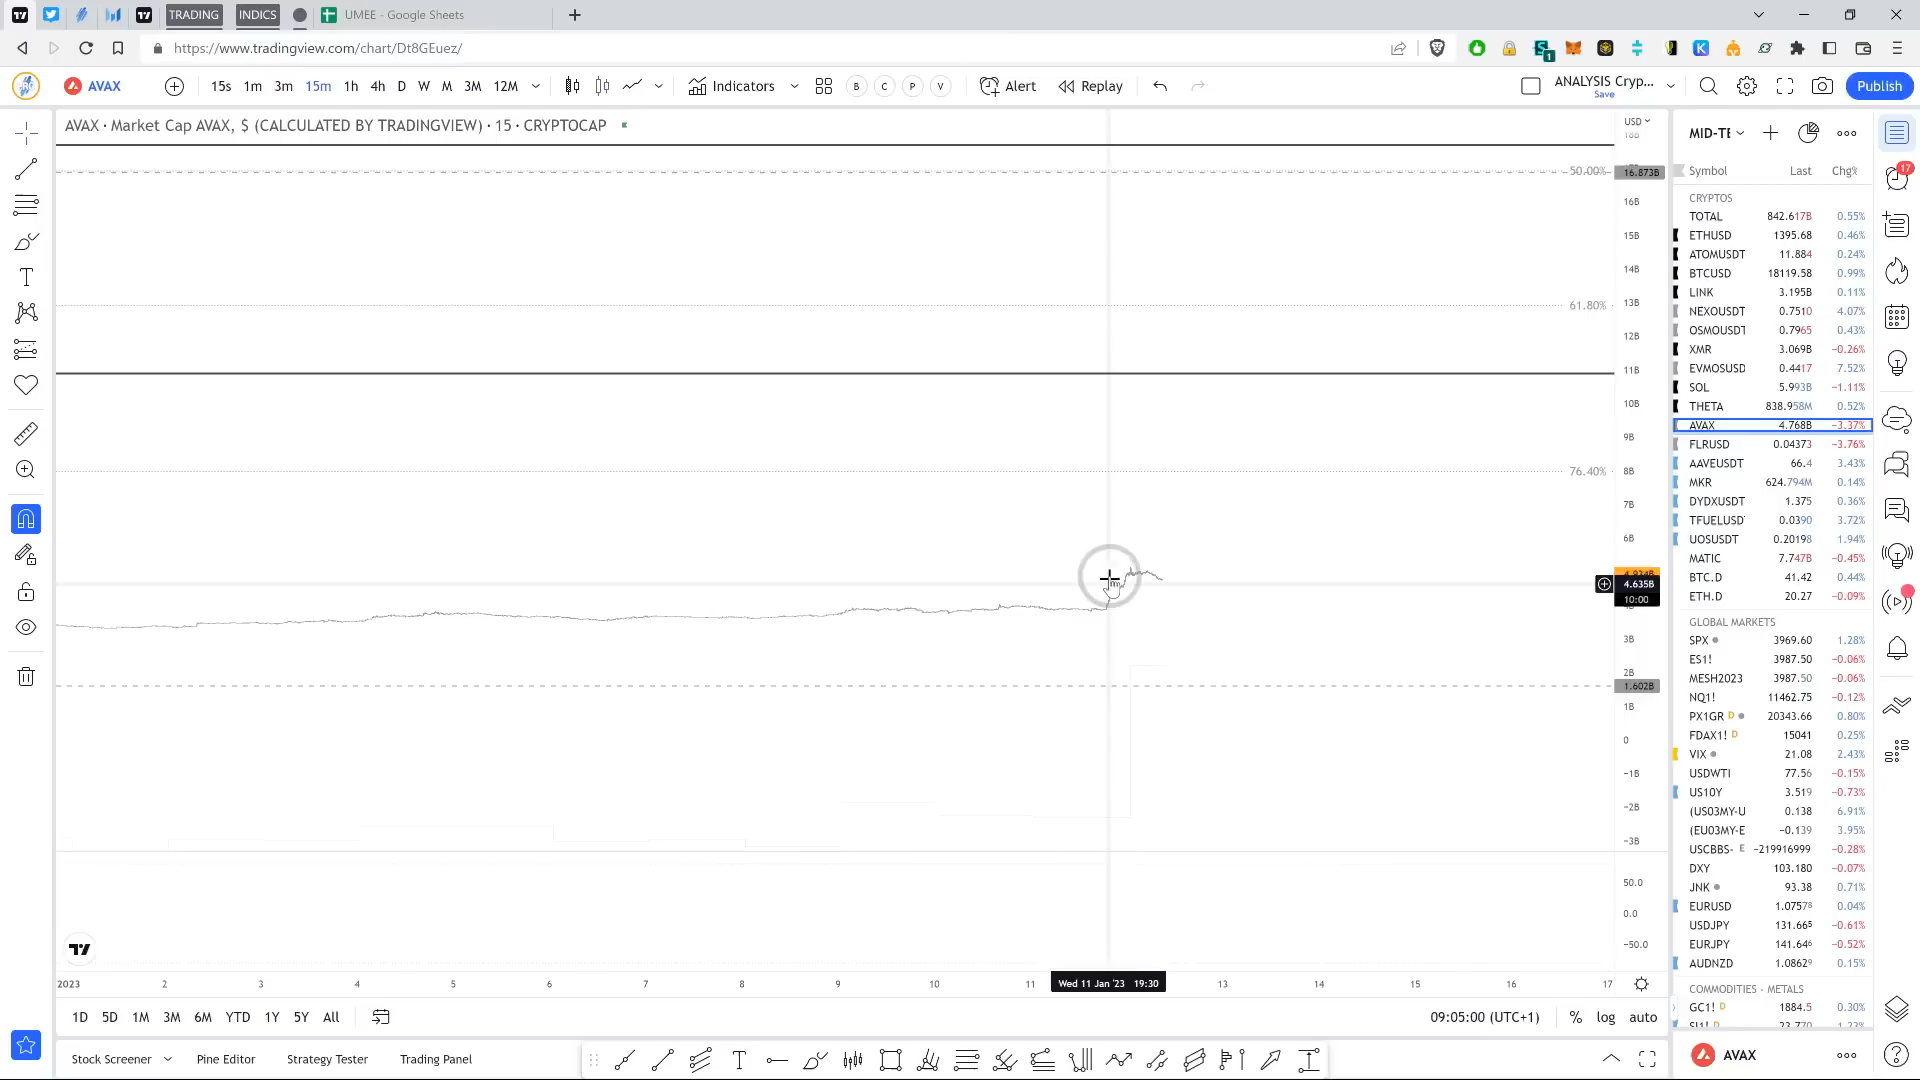 TRADING
INDICS
UMEE - Google Sheets
https://www.tradingview.com/chart/Dt8GEuez/
1
AVAX
15s 1m 3m 15m 1h 4h D W M 3M 12M
Indicators
B C P V
Alert
Replay
ANALYSIS Cryp...
Save
Publish
AVAX · Market Cap AVAX, $ (CALCULATED BY TRADINGVIEW) · 15 · CRYPTOCAP
USD
18B
50.00%
16.873B
16B
15B
14B
61.80%
13B
12B
11B
10B
9B
76.40%
8B
7B
6B
4.635B
10:00
3B
2B
1.602B
1B
0
−1B
−2B
−3B
50.0
0.0
−50.0
2023 2 3 4 5 6 7 8 9 10 11 Wed 11 Jan '23 19:30 13 14 15 16 17
1D 5D 1M 3M 6M YTD 1Y 5Y All
09:05:00 (UTC+1)
% log auto
Stock Screener
Pine Editor
Strategy Tester
Trading Panel
MID-TE
17
Symbol Last Chg%
CRYPTOS
TOTAL 842.617B 0.55%
ETHUSD 1395.68 0.46%
ATOMUSDT 11.884 0.24%
BTCUSD 18119.58 0.99%
LINK 3.195B 0.11%
NEXOUSDT 0.7510 4.07%
OSMOUSDT 0.7965 0.43%
XMR 3.069B −0.26%
EVMOSUSD 0.4417 7.52%
SOL 5.993B −1.11%
THETA 838.958M 0.52%
AVAX 4.768B −3.37%
FLRUSD 0.04373 −3.76%
AAVEUSDT 66.4 3.43%
MKR 624.794M 0.14%
DYDXUSDT 1.375 0.36%
TFUELUSD 0.0390 3.72%
UOSUSDT 0.20198 1.94%
MATIC 7.747B −0.45%
BTC.D 41.42 0.44%
ETH.D 20.27 −0.09%
GLOBAL MARKETS
SPX 3969.60 1.28%
ES1! 3987.50 −0.06%
MESH2023 3987.50 −0.06%
NQ1! 11462.75 −0.12%
PX1GR D 20343.66 0.80%
FDAX1! D 15041 0.25%
VIX 21.08 2.43%
USDWTI 77.56 −0.15%
US10Y 3.519 −0.73%
(US03MY-U 0.138 6.91%
(EU03MY-E −0.139 3.95%
USCBBS- E −219916999 −0.28%
DXY 103.180 −0.07%
JNK 93.38 0.71%
EURUSD 1.07578 0.04%
USDJPY 131.665 −0.61%
EURJPY 141.646 −0.52%
AUDNZD 1.08629 0.15%
COMMODITIES - METALS
GC1! D 1884.5 0.30%
AVAX